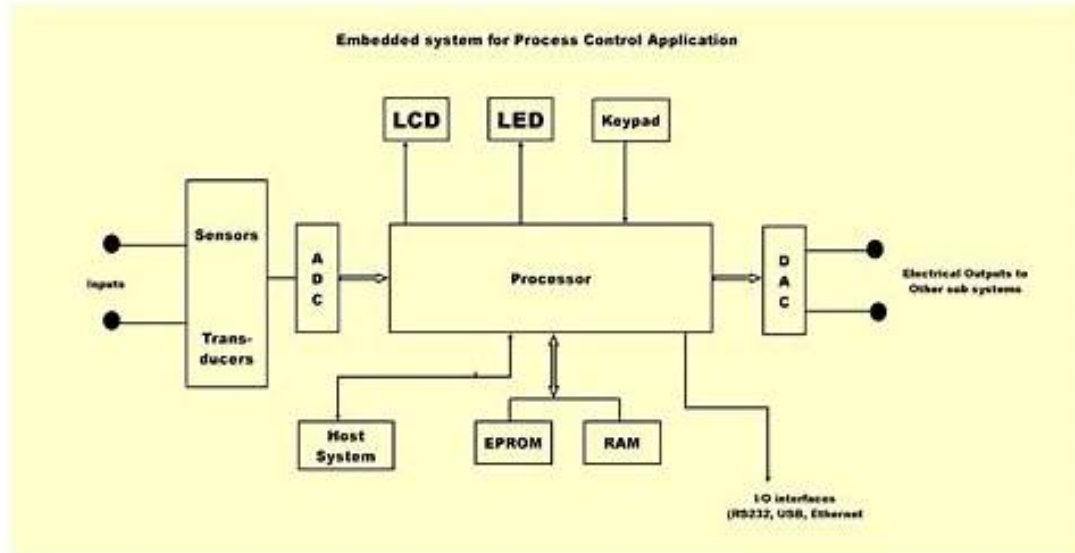 Embedded system for Process Control Application
LCD
LED
Keypad
Sensors
Trans-
ducers
Inputs
A
D
C
Processor
D
A
C
Electrical Outputs to
Other sub systems
Host
System
EPROM
RAM
I/O interfaces
(RS232, USB, Ethernet